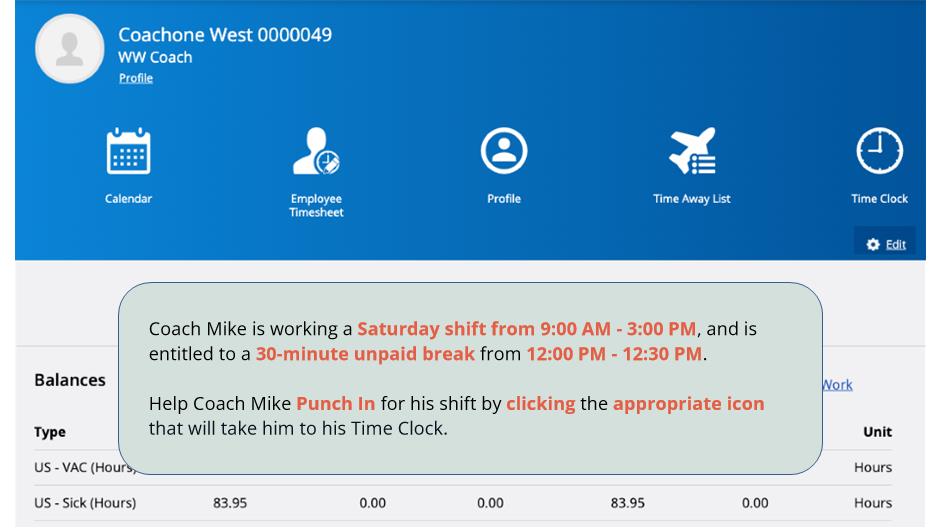 Coachone West 0000049
WW Coach
Profile
Calendar
Employee
Timesheet
Profile
Time Away List
Time Clock
Edit
Coach Mike is working a Saturday shift from 9:00 AM - 3:00 PM, and is
entitled to a 30-minute unpaid break from 12:00 PM - 12:30 PM.
Help Coach Mike Punch In for his shift by clicking the appropriate icon
that will take him to his Time Clock.
Balances
Work
Type Unit
US - VAC (Hours) Hours
US - Sick (Hours) 83.95 0.00 0.00 83.95 0.00 Hours